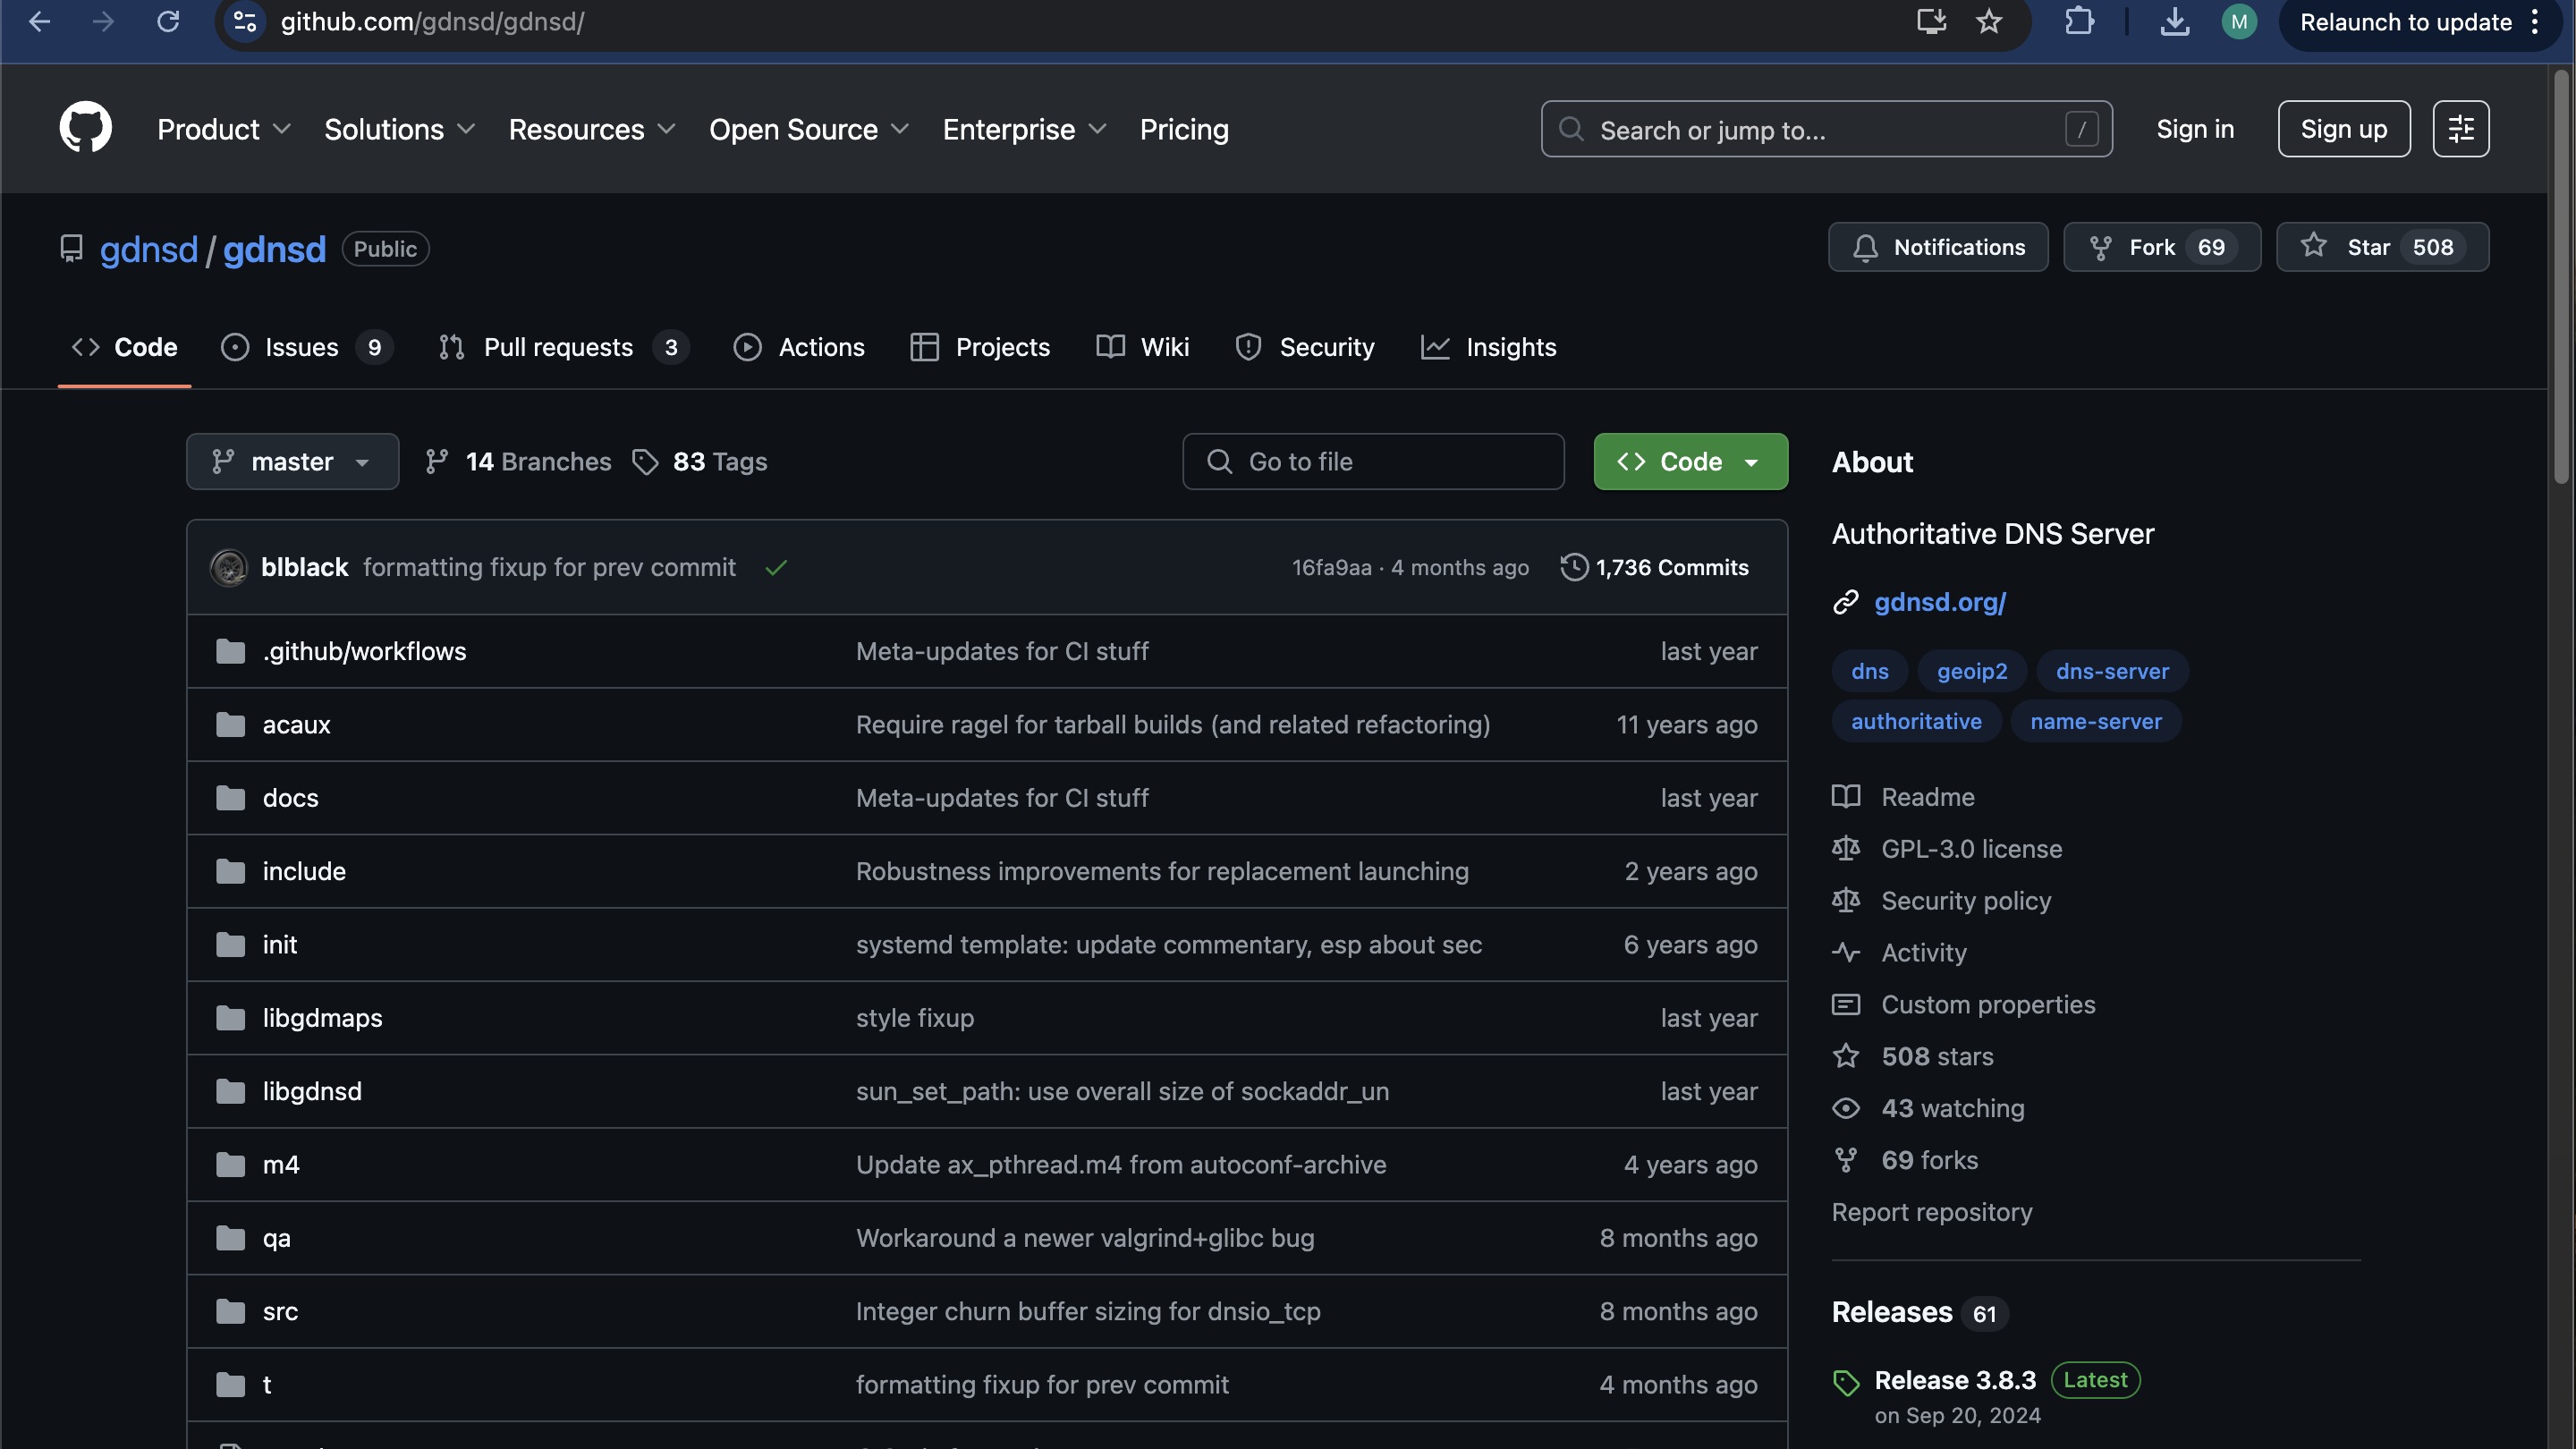 github.com/gdnsd/gdnsd/
M
Relaunch to update
Product Solutions Resources Open Source Enterprise Pricing
Search or jump to... /
Sign in Sign up
gdnsd / gdnsd Public
Notifications Fork 69 Star 508
Code Issues 9 Pull requests 3 Actions Projects Wiki Security Insights
master 14 Branches 83 Tags Go to file Code
blblack formatting fixup for prev commit 16fa9aa · 4 months ago 1,736 Commits
.github/workflows Meta-updates for CI stuff last year
acaux Require ragel for tarball builds (and related refactoring) 11 years ago
docs Meta-updates for CI stuff last year
include Robustness improvements for replacement launching 2 years ago
init systemd template: update commentary, esp about sec 6 years ago
libgdmaps style fixup last year
libgdnsd sun_set_path: use overall size of sockaddr_un last year
m4 Update ax_pthread.m4 from autoconf-archive 4 years ago
qa Workaround a newer valgrind+glibc bug 8 months ago
src Integer churn buffer sizing for dnsio_tcp 8 months ago
t formatting fixup for prev commit 4 months ago
About
Authoritative DNS Server
gdnsd.org/
dns geoip2 dns-server
authoritative name-server
Readme
GPL-3.0 license
Security policy
Activity
Custom properties
508 stars
43 watching
69 forks
Report repository
Releases 61
Release 3.8.3 Latest
on Sep 20, 2024